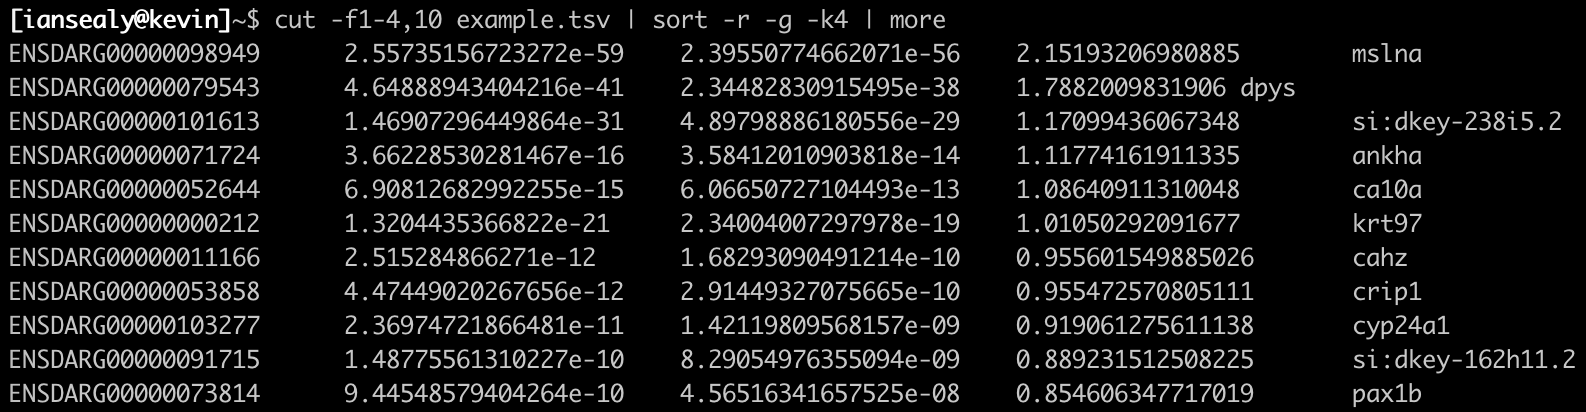 [iansealy@kevin]~$ cut -f1-4,10 example.tsv | sort -r -g -k4 | more
ENSDARG00000098949 2.55735156723272e-59 2.39550774662071e-56 2.15193206980885 mslna
ENSDARG00000079543 4.64888943404216e-41 2.34482830915495e-38 1.7882009831906 dpys
ENSDARG00000101613 1.46907296449864e-31 4.89798886180556e-29 1.17099436067348 si:dkey-238i5.2
ENSDARG00000071724 3.66228530281467e-16 3.58412010903818e-14 1.11774161911335 ankha
ENSDARG00000052644 6.90812682992255e-15 6.06650727104493e-13 1.08640911310048 ca10a
ENSDARG00000000212 1.3204435366822e-21 2.34004007297978e-19 1.01050292091677 krt97
ENSDARG00000011166 2.515284866271e-12 1.68293090491214e-10 0.955601549885026 cahz
ENSDARG00000053858 4.47449020267656e-12 2.91449327075665e-10 0.955472570805111 crip1
ENSDARG00000103277 2.36974721866481e-11 1.42119809568157e-09 0.919061275611138 cyp24a1
ENSDARG00000091715 1.48775561310227e-10 8.29054976355094e-09 0.889231512508225 si:dkey-162h11.2
ENSDARG00000073814 9.44548579404264e-10 4.56516341657525e-08 0.854606347717019 pax1b